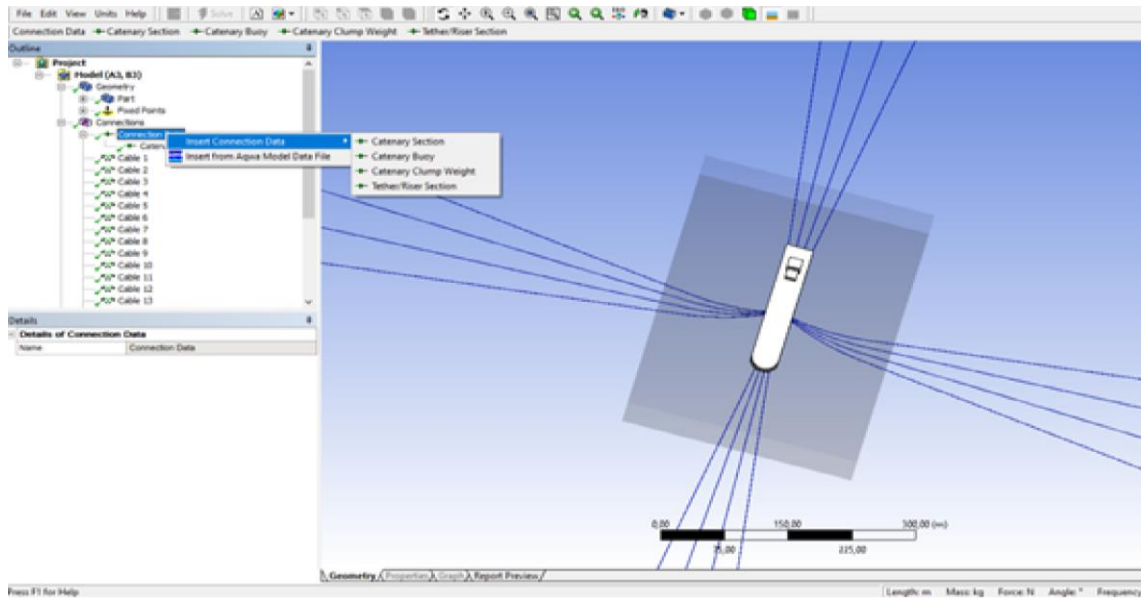 File Edit View Units Help Solve
Connection Data Catenary Section Catenary Buoy Catenary Clump Weight Tether/Riser Section
Outline
Project
Model (A3, B3)
Geometry
Part
Fixed Points
Connections
Connection
Insert Connection Data
Catenary Section
Caten
Insert from Aqwa Model Data File
Catenary Buoy
Cable 1
Cable 2
Catenary Clump Weight
Cable 3
Tether/Riser Section
Cable 4
Cable 5
Cable 6
Cable 7
Cable 8
Cable 9
Cable 10
Cable 11
Cable 12
Cable 13
Details
Details of Connection Data
Name Connection Data
0,00 150,00 300,00 (m)
75,00 225,00
Geometry Properties Graph Report Preview
Press F1 for Help
Length: m Mass: kg Force: N Angle: ° Frequency